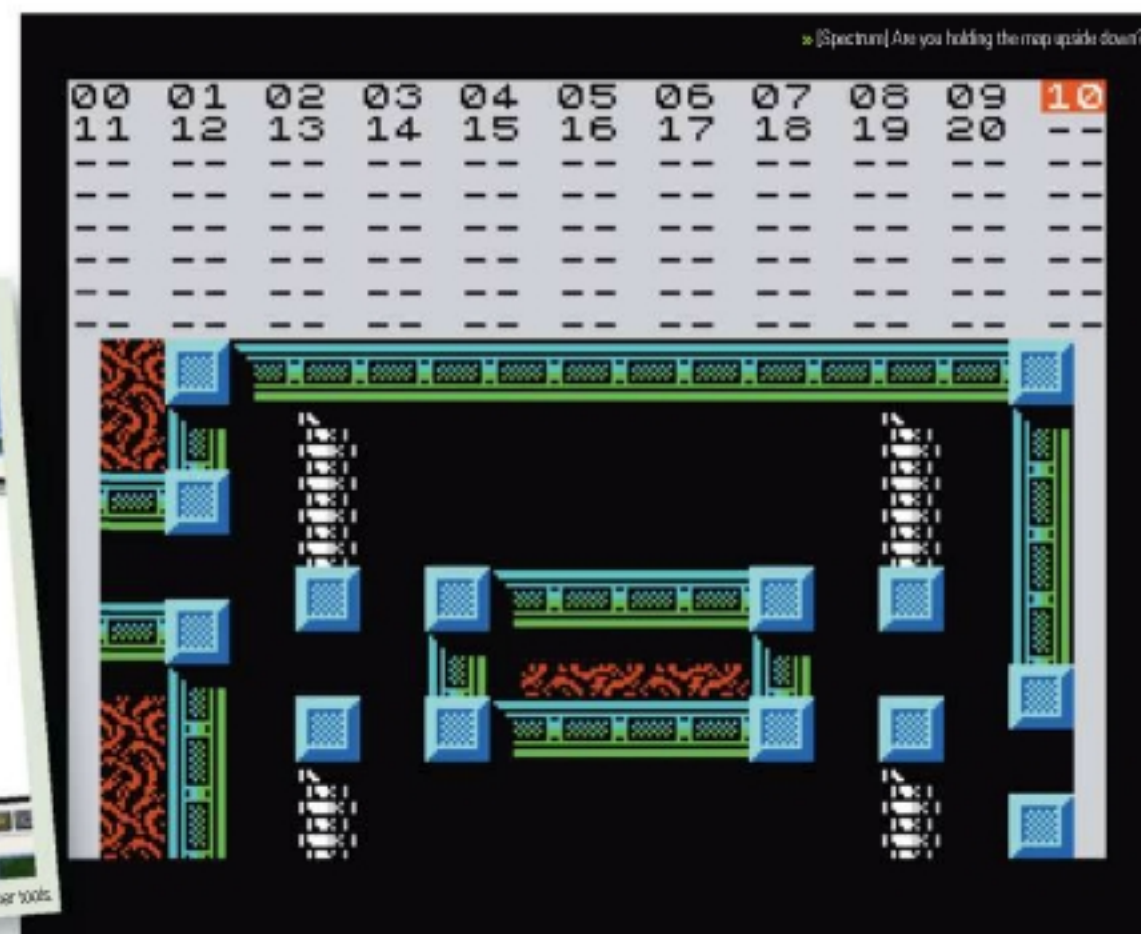 » [Spectrum] Are you holding the map upside down?
00 01 02 03 04 05 06 07 08 09 10
11 12 13 14 15 16 17 18 19 20 --
-- -- -- -- -- -- -- -- -- -- --
-- -- -- -- -- -- -- -- -- -- --
-- -- -- -- -- -- -- -- -- -- --
-- -- -- -- -- -- -- -- -- -- --
-- -- -- -- -- -- -- -- -- -- --
-- -- -- -- -- -- -- -- -- -- --
tools.